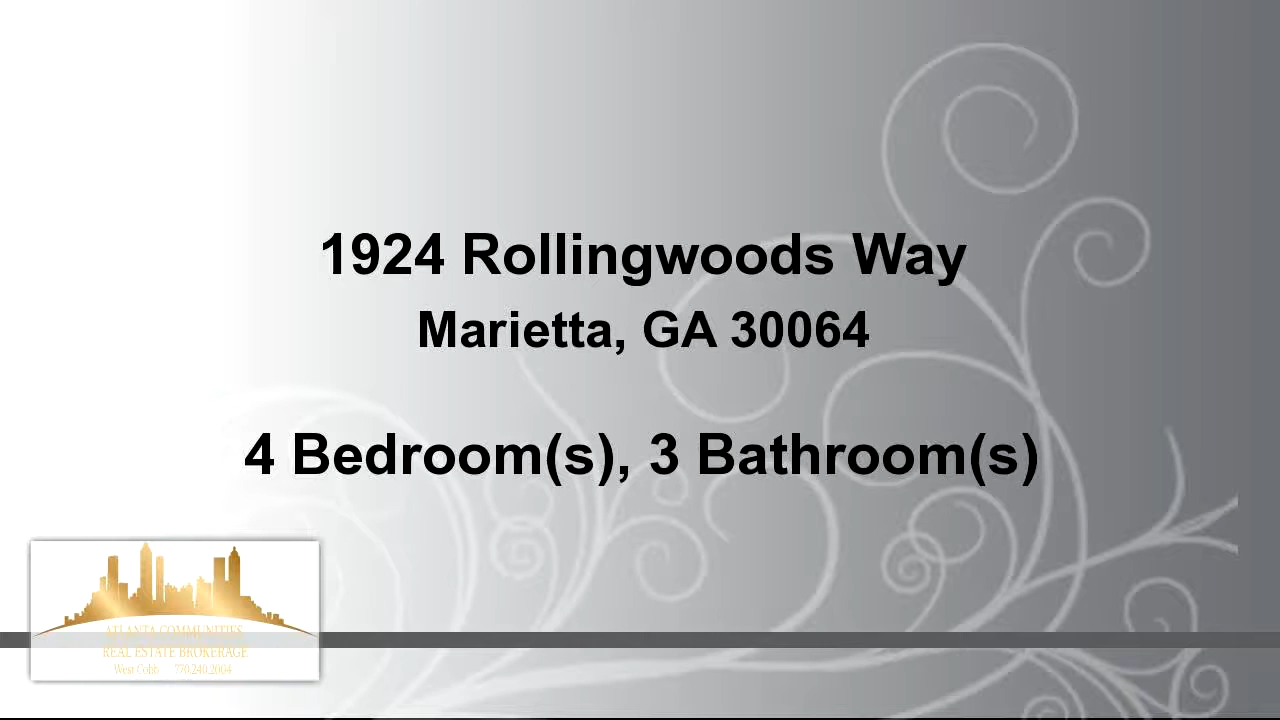 1924 Rollingwoods Way
Marietta, GA 30064
4 Bedroom(s), 3 Bathroom(s)
ATLANTA COMMUNITIES
REAL ESTATE BROKERAGE
West Cobb 770.240.2004